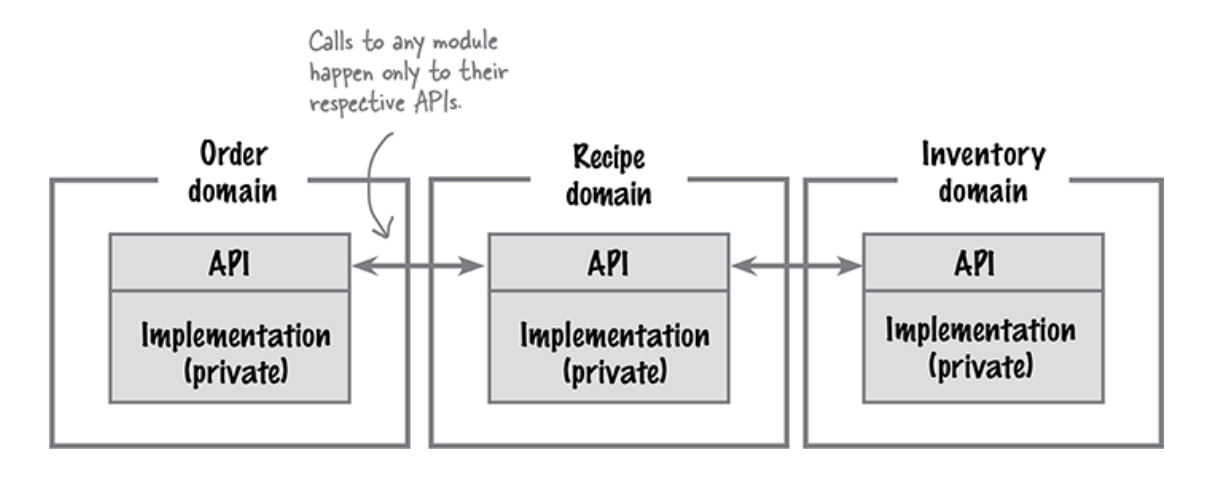 Calls to any module
happen only to their
respective APIs.
Order
domain
Recipe
domain
Inventory
domain
API
Implementation
(private)
API
Implementation
(private)
API
Implementation
(private)